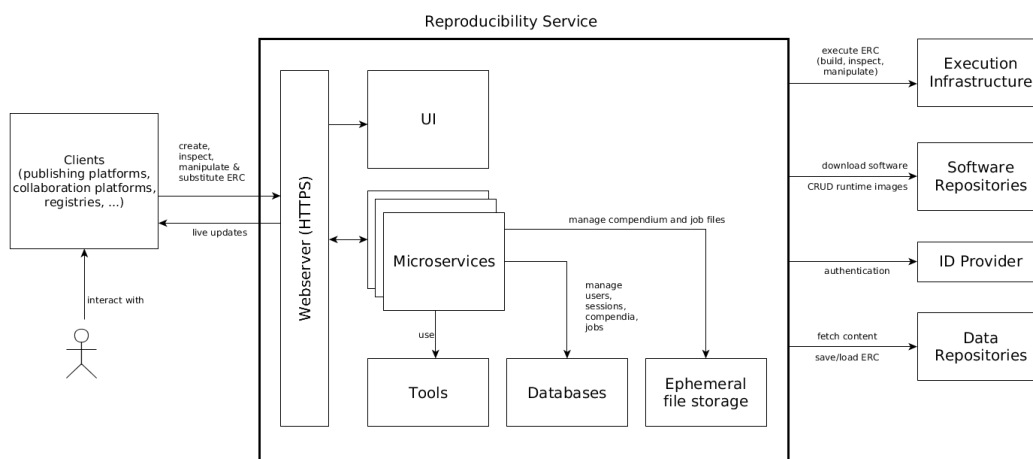 Reproducibility Service
Clients
(publishing platforms,
collaboration platforms,
registries, ...)
interact with
create,
inspect,
manipulate &
substitute ERC
live updates
Webserver (HTTPS)
UI
Microservices
manage compendium and job files
manage
users,
sessions,
compendia,
jobs
use
Tools
Databases
Ephemeral
file storage
execute ERC
(build, inspect,
manipulate)
Execution
Infrastructure
download software
CRUD runtime images
Software
Repositories
authentication
ID Provider
fetch content
save/load ERC
Data
Repositories